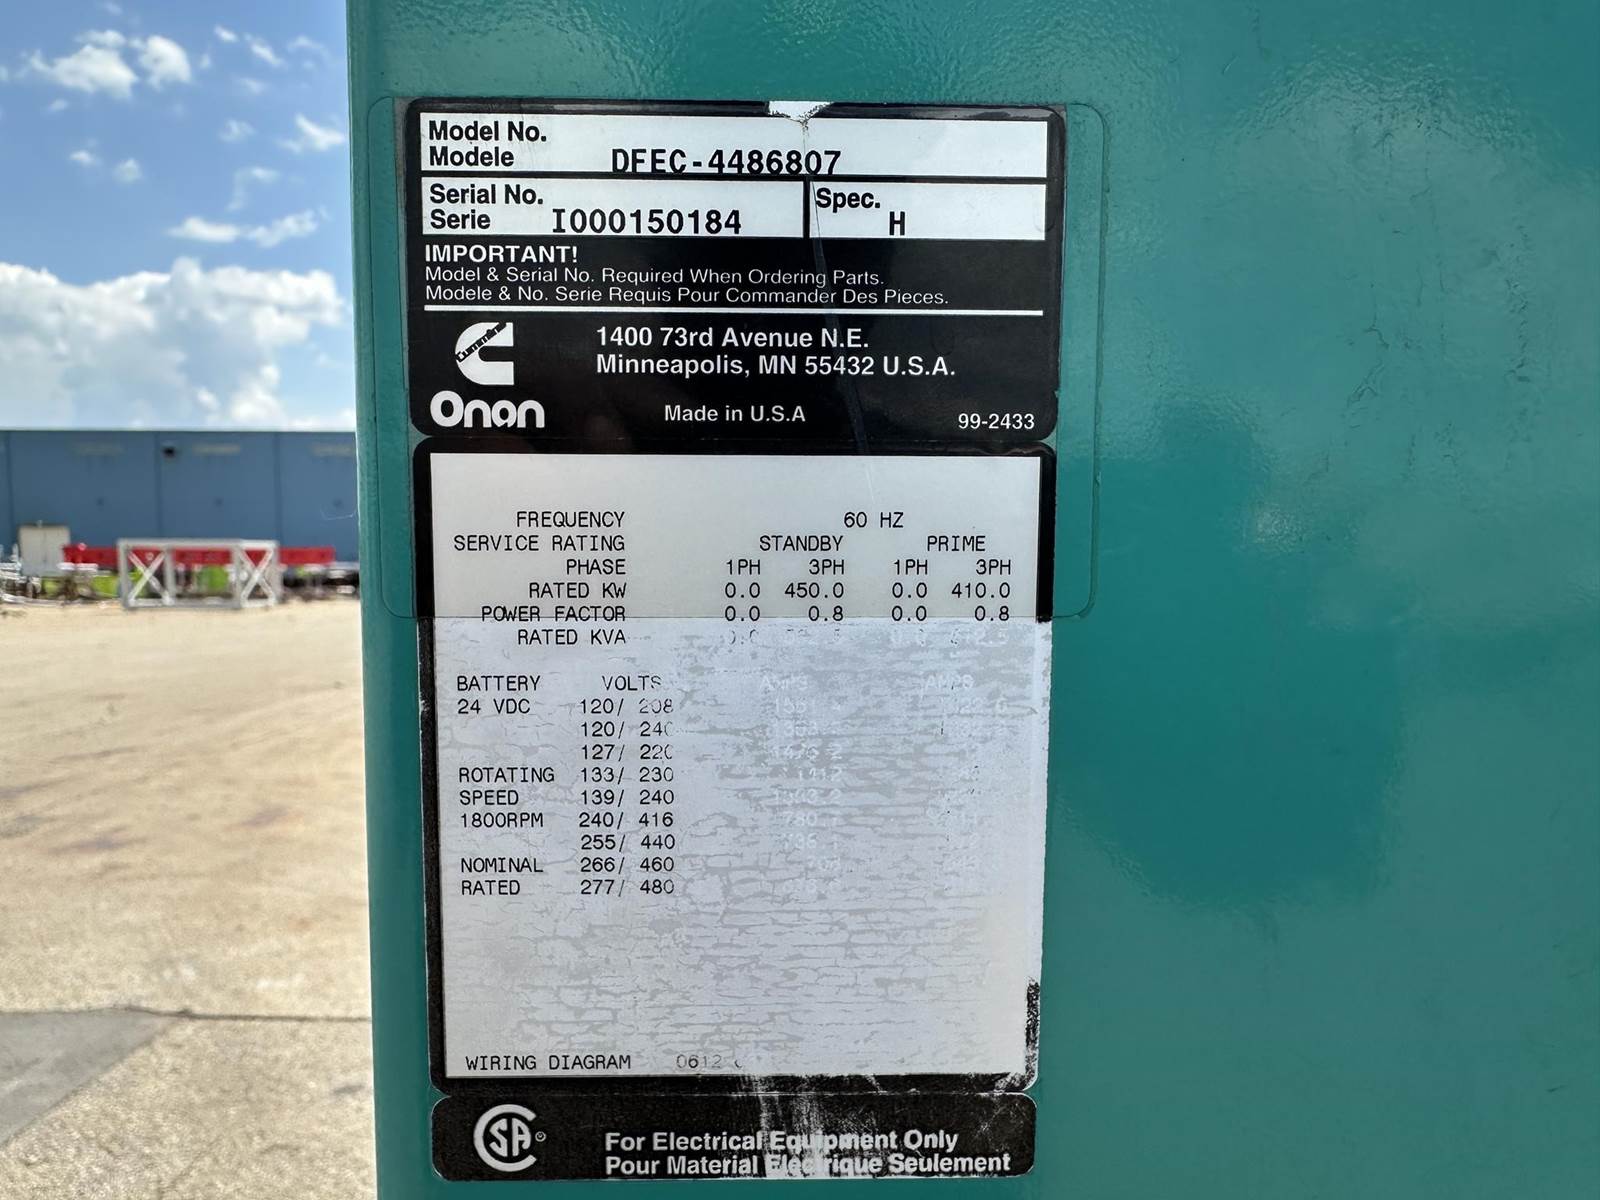 Model No.
Modele DFEC-4486807
Serial No.
Serie I000150184
Spec. H
IMPORTANT!
Model & Serial No. Required When Ordering Parts.
Modele & No. Serie Requis Pour Commander Des Pieces.
Cummins
Onan
1400 73rd Avenue N.E.
Minneapolis, MN 55432 U.S.A.
Made in U.S.A
99-2433
FREQUENCY 60 HZ
SERVICE RATING STANDBY PRIME
PHASE 1PH 3PH 1PH 3PH
RATED KW 0.0 450.0 0.0 410.0
POWER FACTOR 0.0 0.8 0.0 0.8
RATED KVA
BATTERY VOLTS AMPS AMPS
24 VDC 120/ 208
120/ 240
127/ 220
ROTATING 133/ 230
SPEED 139/ 240
1800RPM 240/ 416
255/ 440
NOMINAL 266/ 460
RATED 277/ 480
WIRING DIAGRAM
CSA
For Electrical Equipment Only
Pour Material Electrique Seulement